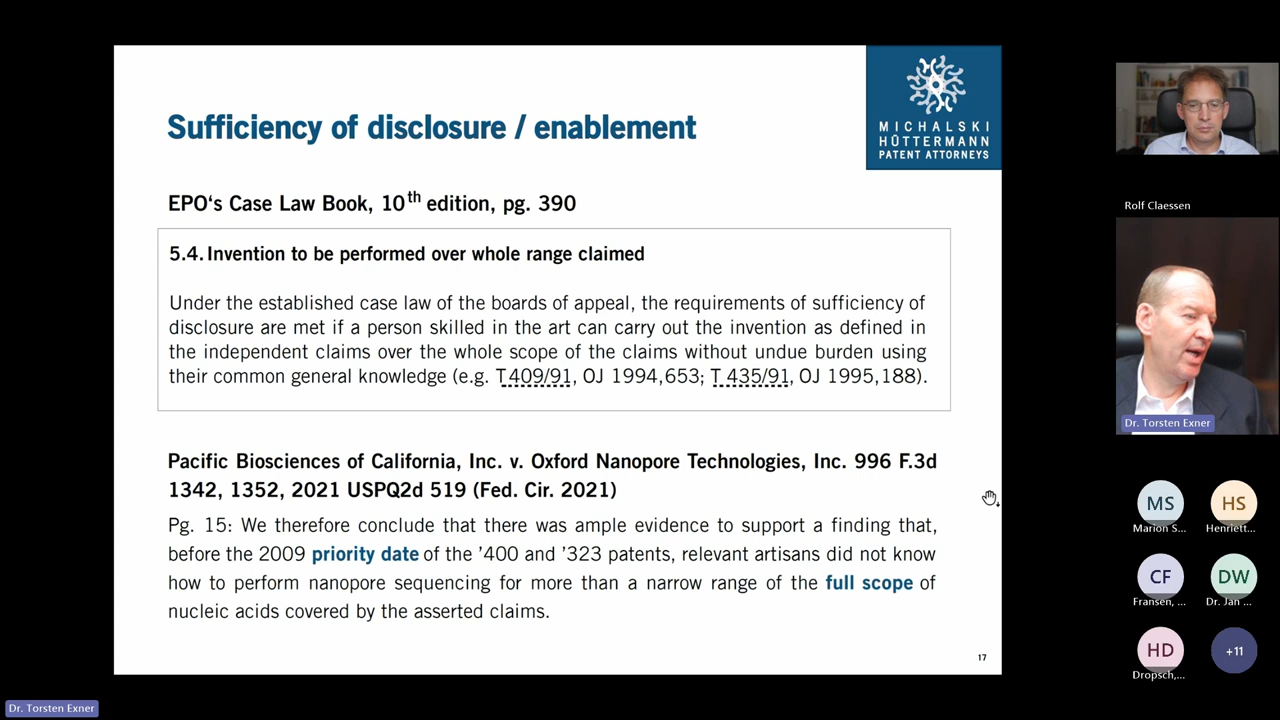 Sufficiency of disclosure / enablement
MICHALSKI
HÜTTERMANN
PATENT ATTORNEYS
EPO‘s Case Law Book, 10th edition, pg. 390
5.4. Invention to be performed over whole range claimed
Under the established case law of the boards of appeal, the requirements of sufficiency of
disclosure are met if a person skilled in the art can carry out the invention as defined in
the independent claims over the whole scope of the claims without undue burden using
their common general knowledge (e.g. T 409/91, OJ 1994,653; T 435/91, OJ 1995,188).
Pacific Biosciences of California, Inc. v. Oxford Nanopore Technologies, Inc. 996 F.3d
1342, 1352, 2021 USPQ2d 519 (Fed. Cir. 2021)
Pg. 15: We therefore conclude that there was ample evidence to support a finding that,
before the 2009 priority date of the ’400 and ’323 patents, relevant artisans did not know
how to perform nanopore sequencing for more than a narrow range of the full scope of
nucleic acids covered by the asserted claims.
17
Rolf Claessen
Dr. Torsten Exner
MS
HS
Marion S...
Henriett...
CF
DW
Fransen, ...
Dr. Jan ...
HD
+11
Dropsch,...
Dr. Torsten Exner